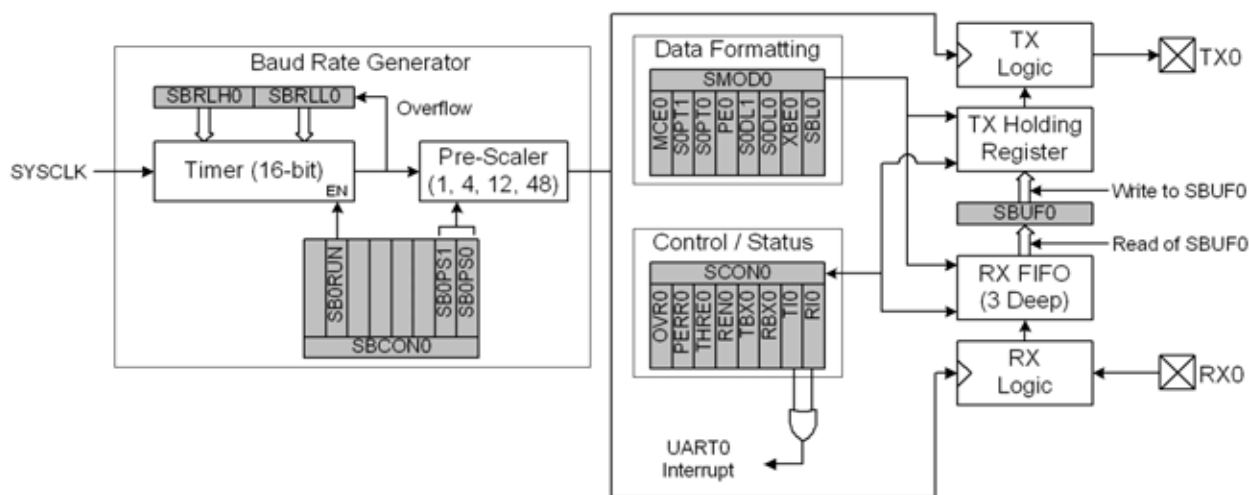 Baud Rate Generator
SBRLH0 SBRLL0
Overflow
SYSCLK
Timer (16-bit)
EN
Pre-Scaler
(1, 4, 12, 48)
SB0RUN
SB0PS1
SB0PS0
SBCON0
Data Formatting
SMOD0
MCE0
S0PT1
S0PT0
PE0
S0DL1
S0DL0
XBE0
SBL0
Control / Status
SCON0
OVR0
PERR0
THRE0
REN0
TBX0
RBX0
TI0
RI0
UART0
Interrupt
TX
Logic
TX0
TX Holding
Register
Write to SBUF0
SBUF0
Read of SBUF0
RX FIFO
(3 Deep)
RX
Logic
RX0